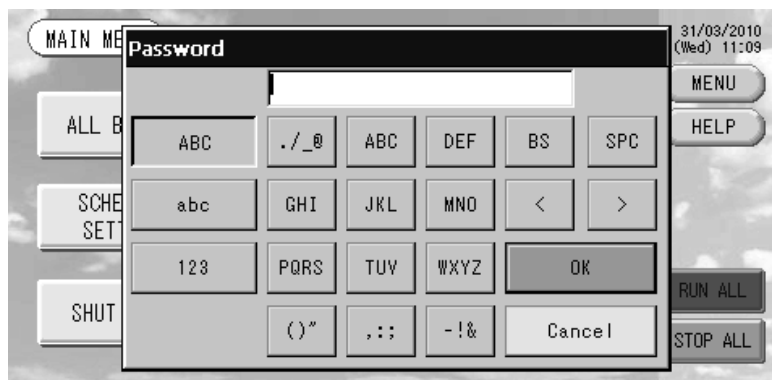 MAIN ME
Password
31/03/2010
(Wed) 11:09
MENU
HELP
ALL B
ABC
./_@
ABC
DEF
BS
SPC
SCHE
SETT
abc
GHI
JKL
MNO
<
>
123
PQRS
TUV
WXYZ
OK
RUN ALL
SHUT
()"
,:;
-!&
Cancel
STOP ALL